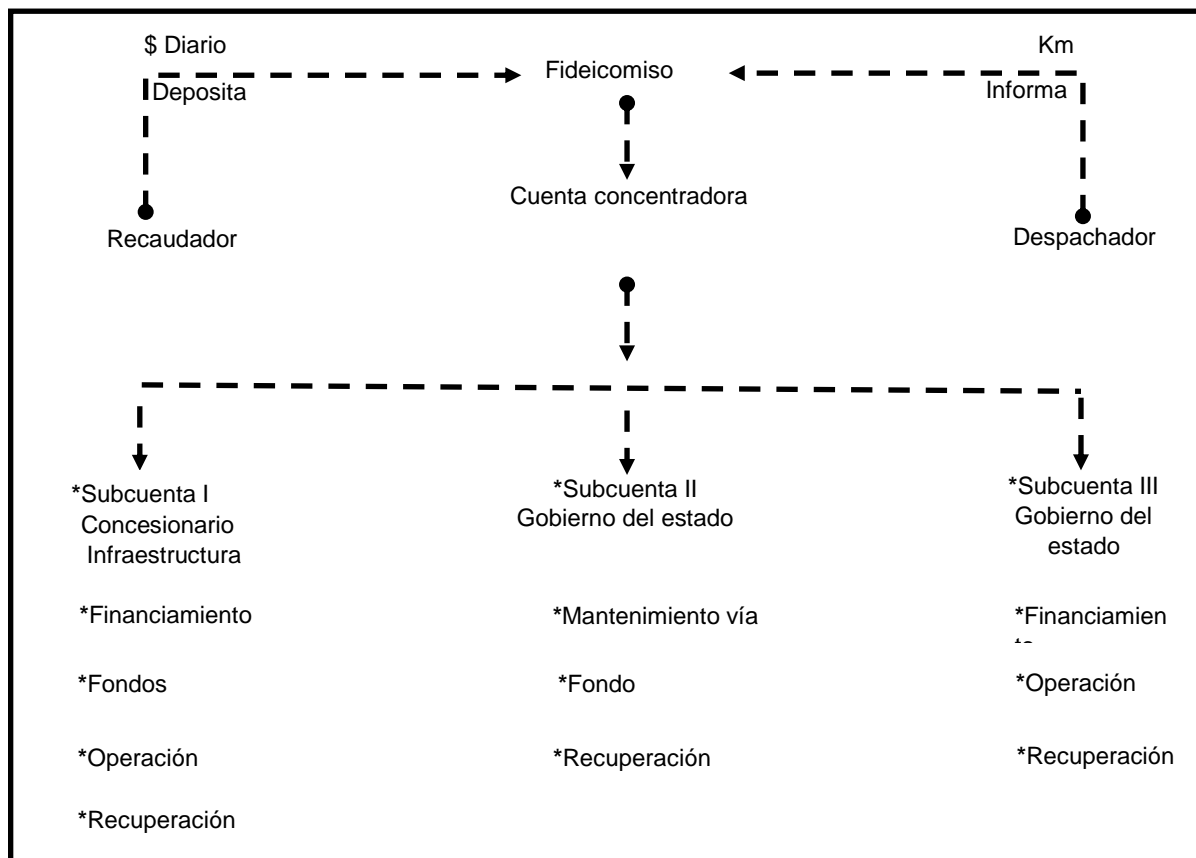 $ Diario
Km
Fideicomiso
Deposita
Informa
Cuenta concentradora
Recaudador
Despachador
*Subcuenta I
Concesionario
Infraestructura
*Subcuenta II
Gobierno del estado
*Subcuenta III
Gobierno del
estado
*Financiamiento
*Mantenimiento vía
*Financiamien
*Fondos
*Fondo
*Operación
*Operación
*Recuperación
*Recuperación
*Recuperación